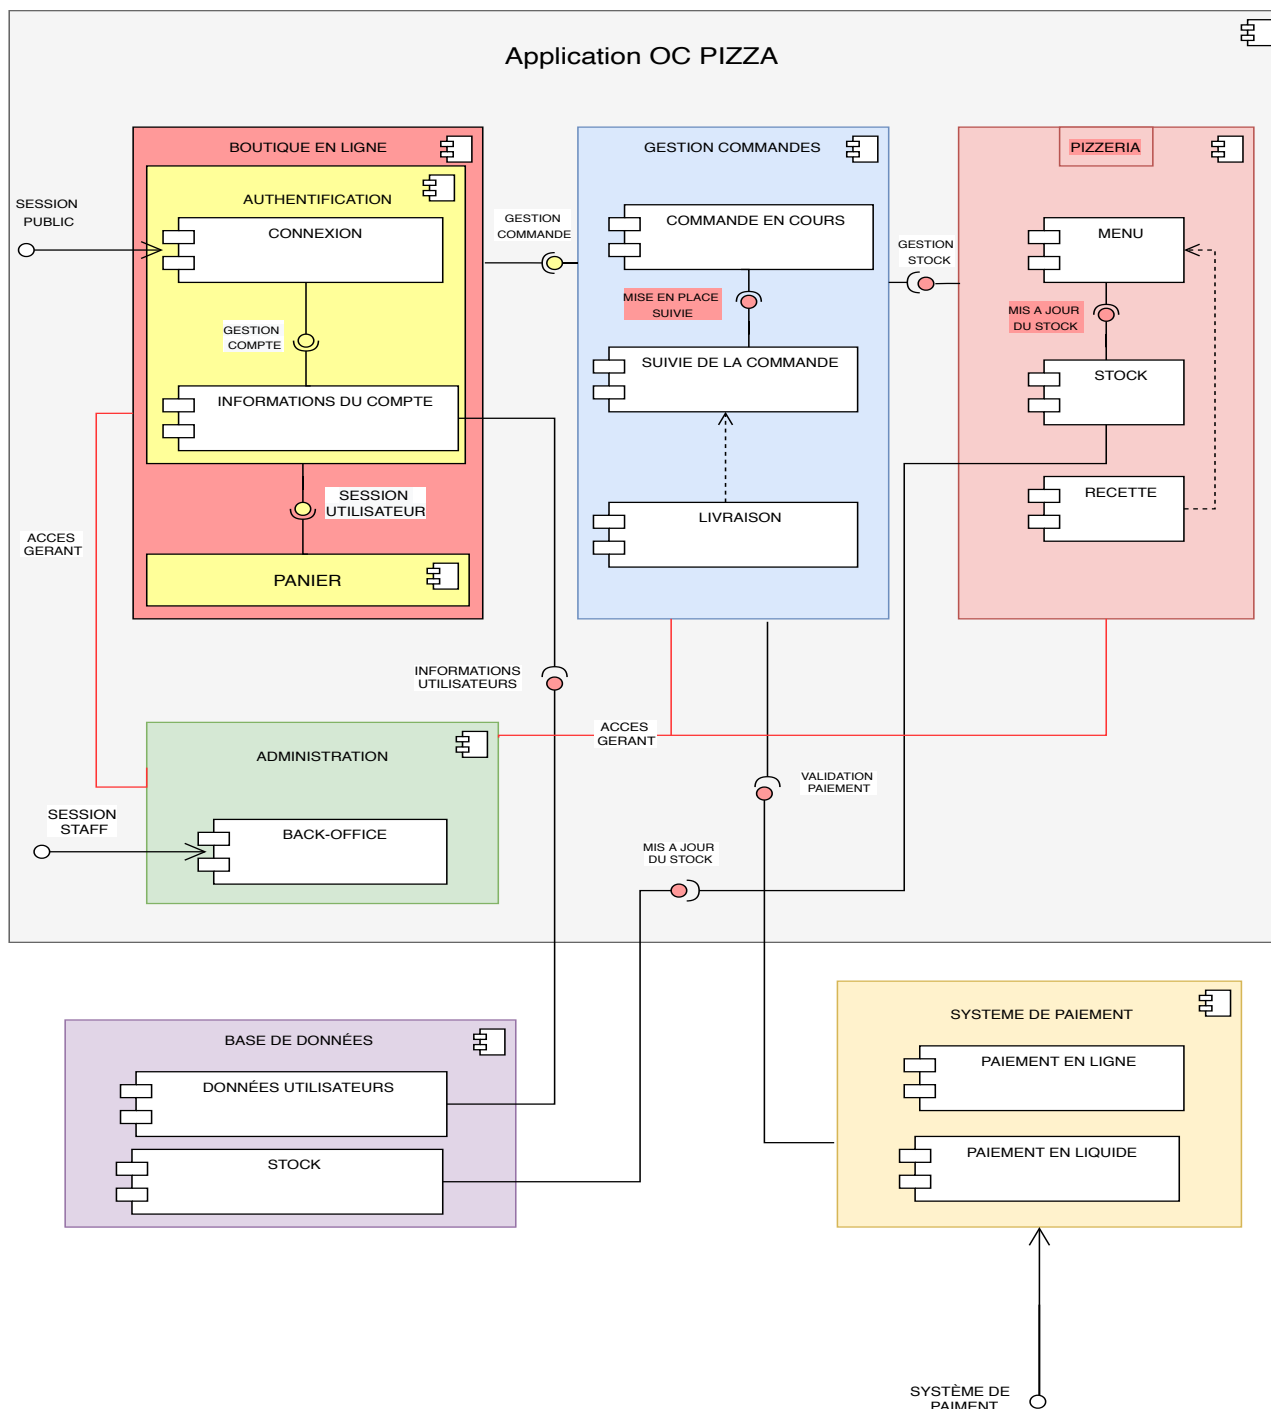 Application OC PIZZA
BOUTIQUE EN LIGNE
GESTION COMMANDES
PIZZERIA
AUTHENTIFICATION
SESSION
PUBLIC
CONNEXION
GESTION
COMMANDE
COMMANDE EN COURS
GESTION
STOCK
MENU
GESTION
COMPTE
MISE EN PLACE
SUIVIE
MIS A JOUR
DU STOCK
INFORMATIONS DU COMPTE
SUIVIE DE LA COMMANDE
STOCK
SESSION
UTILISATEUR
LIVRAISON
RECETTE
ACCES
GERANT
PANIER
INFORMATIONS
UTILISATEURS
ACCES
GERANT
ADMINISTRATION
VALIDATION
PAIEMENT
SESSION
STAFF
BACK-OFFICE
MIS A JOUR
DU STOCK
BASE DE DONNÉES
SYSTEME DE PAIEMENT
DONNÉES UTILISATEURS
PAIEMENT EN LIGNE
STOCK
PAIEMENT EN LIQUIDE
SYSTÈME DE
PAIMENT